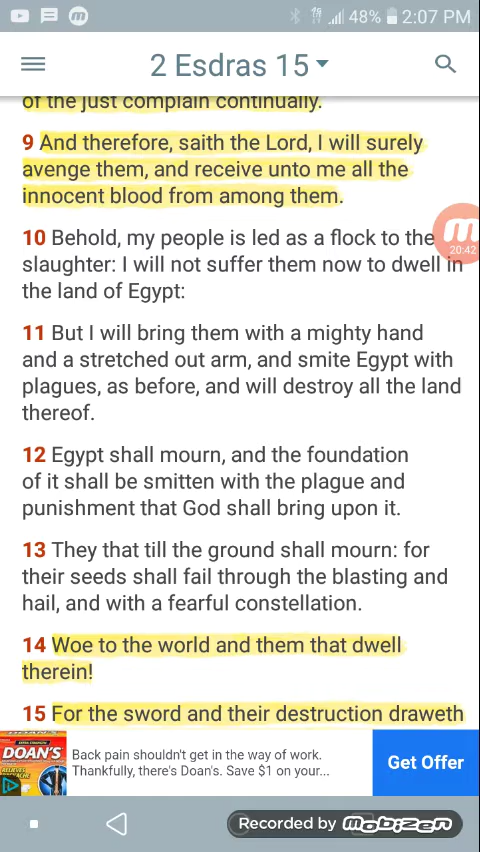 48% 2:07 PM
2 Esdras 15
of the just complain continually.
9 And therefore, saith the Lord, I will surely
avenge them, and receive unto me all the
innocent blood from among them.
10 Behold, my people is led as a flock to the
slaughter: I will not suffer them now to dwell in
the land of Egypt:
20:42
11 But I will bring them with a mighty hand
and a stretched out arm, and smite Egypt with
plagues, as before, and will destroy all the land
thereof.
12 Egypt shall mourn, and the foundation
of it shall be smitten with the plague and
punishment that God shall bring upon it.
13 They that till the ground shall mourn: for
their seeds shall fail through the blasting and
hail, and with a fearful constellation.
14 Woe to the world and them that dwell
therein!
15 For the sword and their destruction draweth
DOAN'S
Back pain shouldn't get in the way of work.
Thankfully, there's Doan's. Save $1 on your...
Get Offer
Recorded by mobizen